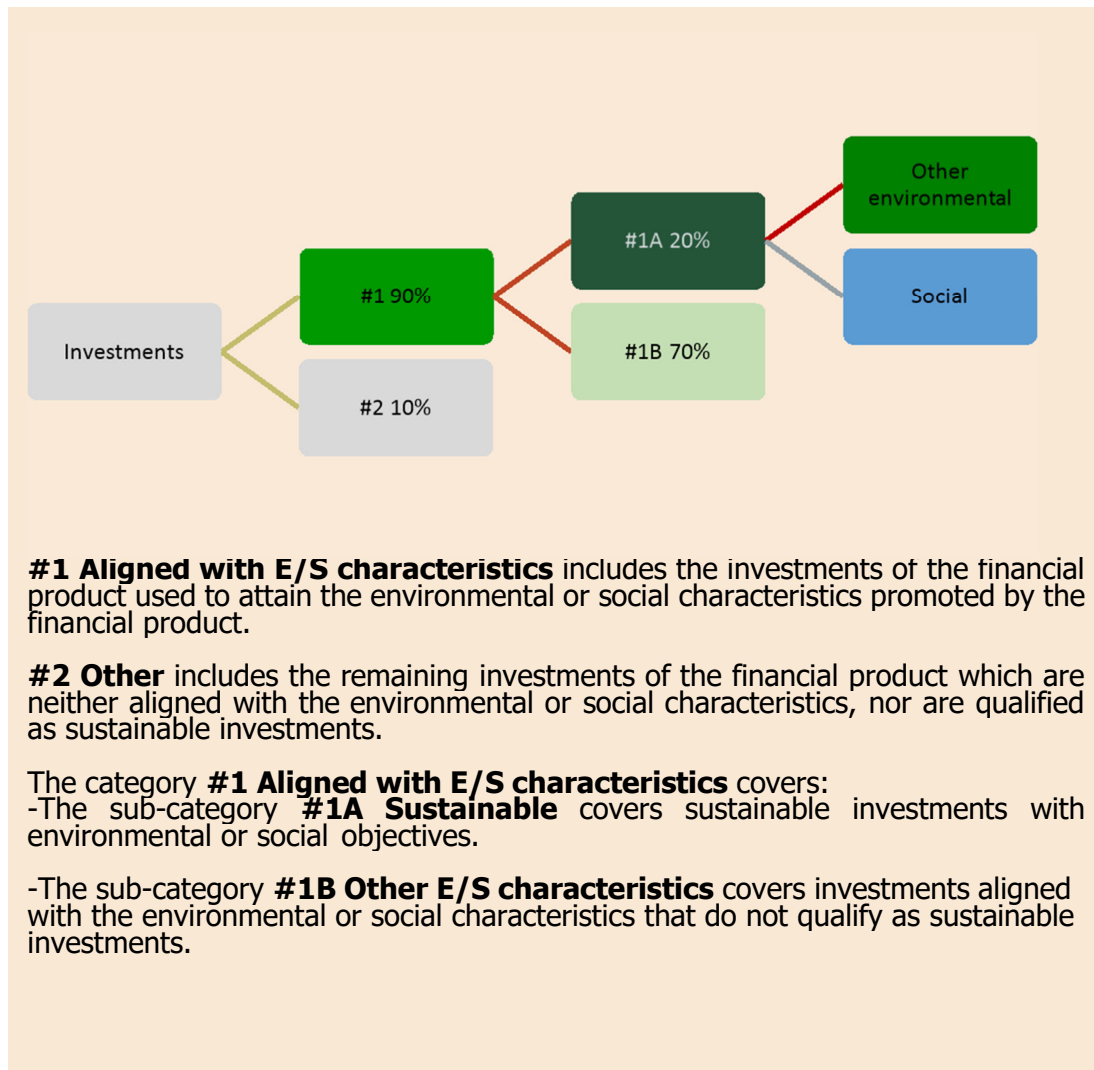 Other
environmental
#1A 20%
#1 90%
Social
Investments
#1B 70%
#2 10%
#1 Aligned with E/S characteristics includes the investments of the financial
product used to attain the environmental or social characteristics promoted by the
financial product.
#2 Other includes the remaining investments of the financial product which are
neither aligned with the environmental or social characteristics, nor are qualified
as sustainable investments.
The category #1 Aligned with E/S characteristics covers:
-The sub-category #1A Sustainable covers sustainable investments with
environmental or social objectives.
-The sub-category #1B Other E/S characteristics covers investments aligned
with the environmental or social characteristics that do not qualify as sustainable
investments.